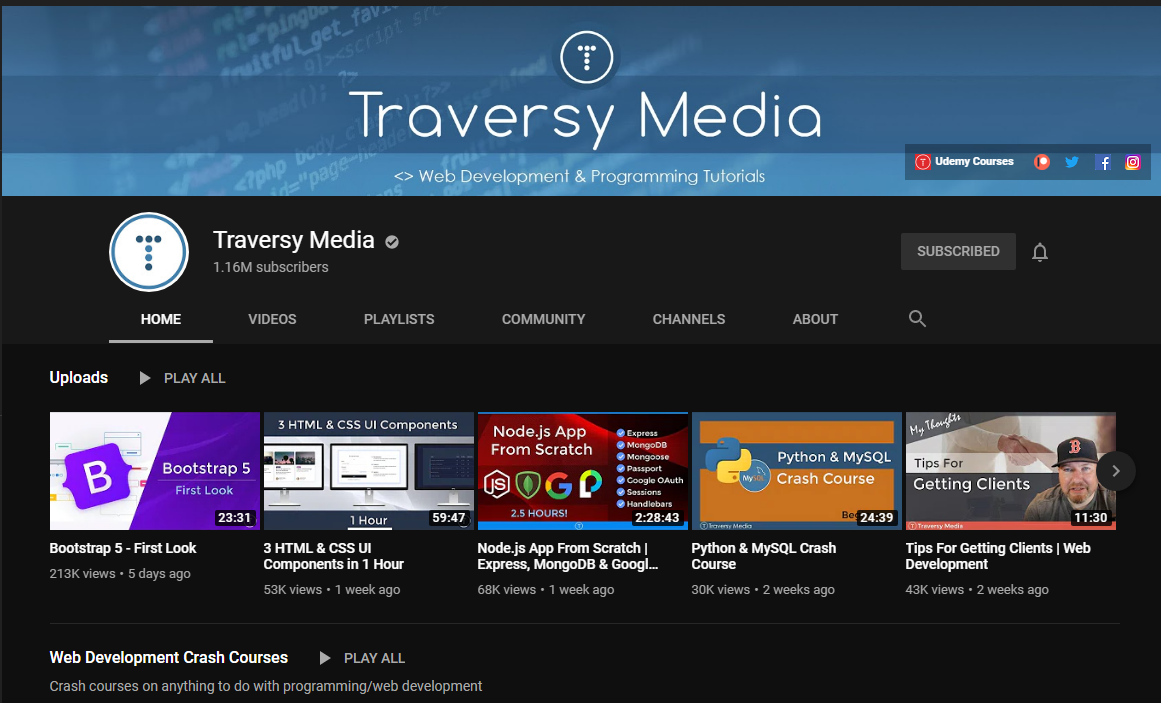 Traversy Media
<> Web Development & Programming Tutorials
Udemy Courses
Traversy Media
1.16M subscribers
SUBSCRIBED
HOME VIDEOS PLAYLISTS COMMUNITY CHANNELS ABOUT
Uploads PLAY ALL
Bootstrap 5
First Look
23:31
3 HTML & CSS UI Components
1 Hour
59:47
Node.js App
From Scratch
Express
MongoDB
Mongoose
Passport
Google OAuth
Sessions
Handlebars
2.5 HOURS!
2:28:43
Python & MySQL
Crash Course
MySQL
Traversy Media
24:39
My Thoughts
Tips For
Getting Clients
Traversy Media
11:30
Bootstrap 5 - First Look
213K views • 5 days ago
3 HTML & CSS UI
Components in 1 Hour
53K views • 1 week ago
Node.js App From Scratch |
Express, MongoDB & Googl...
68K views • 1 week ago
Python & MySQL Crash
Course
30K views • 2 weeks ago
Tips For Getting Clients | Web
Development
43K views • 2 weeks ago
Web Development Crash Courses PLAY ALL
Crash courses on anything to do with programming/web development